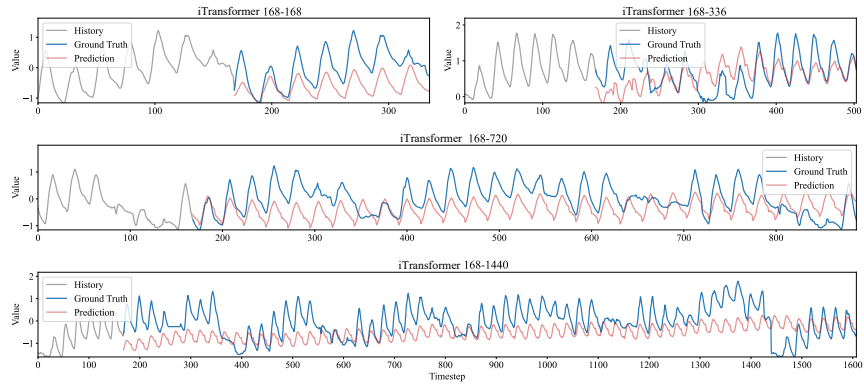 iTransformer 168-168
Value
1
0
−1
0
100
200
300
History
Ground Truth
Prediction
iTransformer 168-336
Value
2
1
0
0
100
200
300
400
500
History
Ground Truth
Prediction
iTransformer 168-720
Value
1
0
−1
0
100
200
300
400
500
600
700
800
History
Ground Truth
Prediction
iTransformer 168-1440
Value
2
1
0
−1
0
100
200
300
400
500
600
700
800
900
1000
1100
1200
1300
1400
1500
1600
History
Ground Truth
Prediction
Timestep